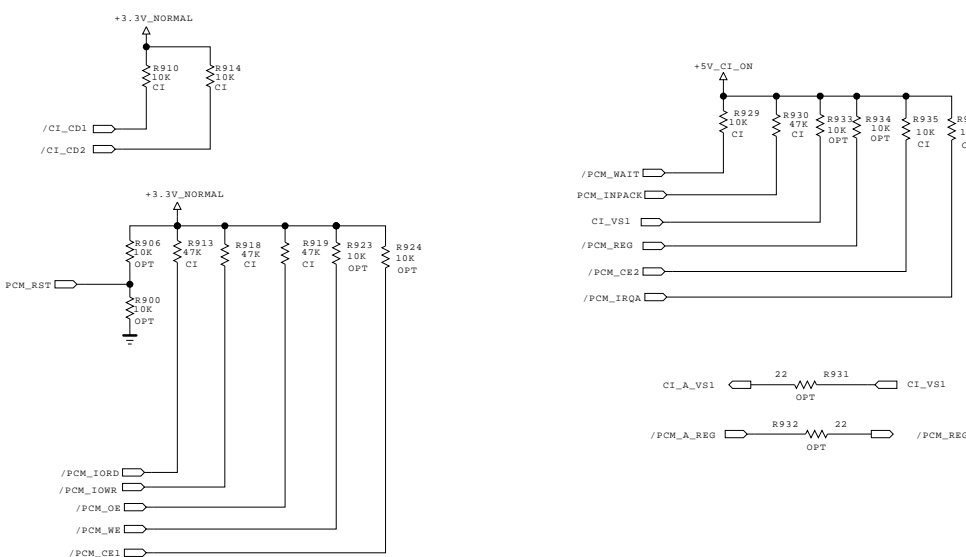 +3.3V_NORMAL
R910
10K
CI
R914
10K
CI
/CI_CD1
/CI_CD2
+3.3V_NORMAL
R906
10K
OPT
R913
47K
CI
R918
47K
CI
R919
47K
CI
R923
10K
OPT
R924
10K
OPT
PCM_RST
R900
10K
OPT
/PCM_IORD
/PCM_IOWR
/PCM_OE
/PCM_WE
/PCM_CE1
+5V_CI_ON
R929
10K
CI
R930
47K
CI
R933
10K
OPT
R934
10K
OPT
R935
10K
CI
/PCM_WAIT
PCM_INPACK
CI_VS1
/PCM_REG
/PCM_CE2
/PCM_IRQA
CI_A_VS1
22
R931
OPT
CI_VS1
/PCM_A_REG
R932
22
OPT
/PCM_REG